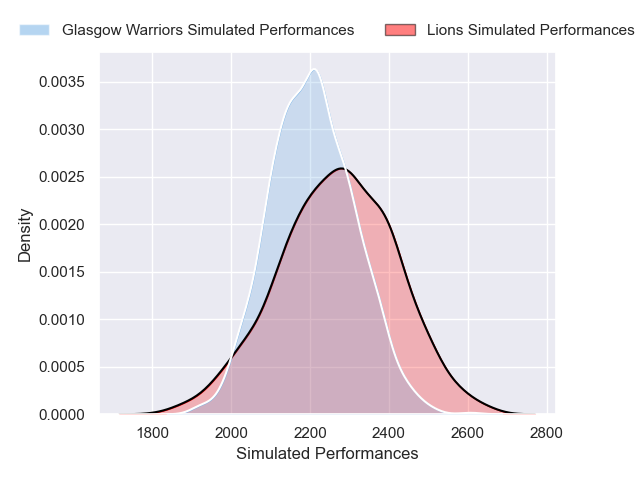 Glasgow Warriors Simulated Performances Lions Simulated Performances
0.0035
0.0030
0.0025
0.0020
0.0015
0.0010
0.0005
0.0000
Density
1800 2000 2200 2400 2600 2800
Simulated Performances